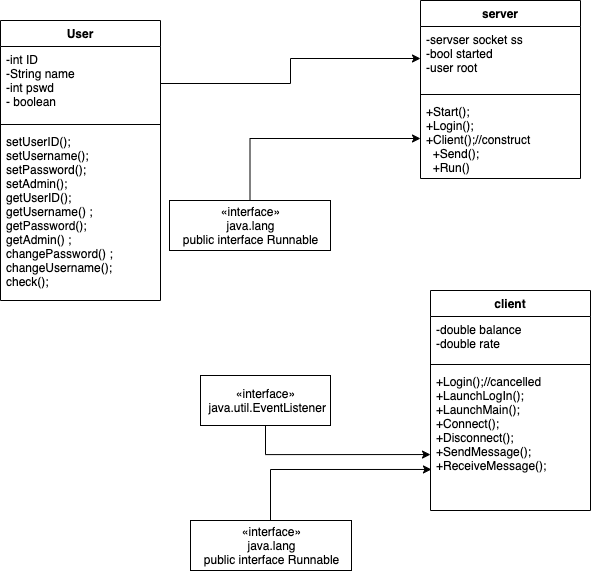 User
-int ID
-String name
-int pswd
- boolean
setUserID();
setUsername();
setPassword();
setAdmin();
getUserID();
getUsername() ;
getPassword();
getAdmin() ;
changePassword() ;
changeUsername();
check();
server
-servser socket ss
-bool started
-user root
+Start();
+Login();
+Client();//construct
+Send();
+Run()
«interface»
java.lang
public interface Runnable
client
-double balance
-double rate
+Login();//cancelled
+LaunchLogIn();
+LaunchMain();
+Connect();
+Disconnect();
+SendMessage();
+ReceiveMessage();
«interface»
java.util.EventListener
«interface»
java.lang
public interface Runnable